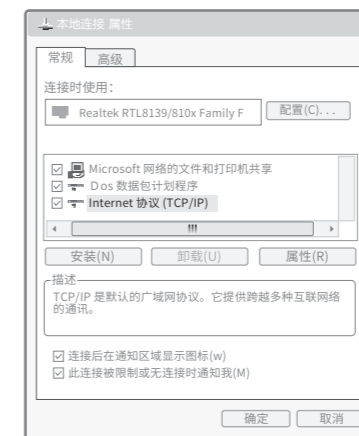 本地连接 属性
常规
高级
连接时使用：
Realtek RTL8139/810x Family F
配置(C)...
Microsoft 网络的文件和打印机共享
Dos 数据包计划程序
Internet 协议 (TCP/IP)
安装(N)
卸载(U)
属性(R)
描述
TCP/IP 是默认的广域网协议。它提供跨越多种互联网络
的通讯。
连接后在通知区域显示图标(w)
此连接被限制或无连接时通知我(M)
确定
取消